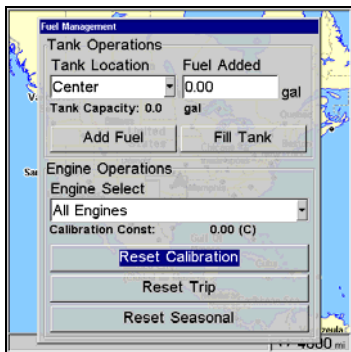 Fuel Management
Tank Operations
Tank Location Fuel Added
Center 0.00 gal
Tank Capacity: 0.0 gal
Add Fuel Fill Tank
Engine Operations
Engine Select
All Engines
Calibration Const: 0.00 (C)
Reset Calibration
Reset Trip
Reset Seasonal
mi